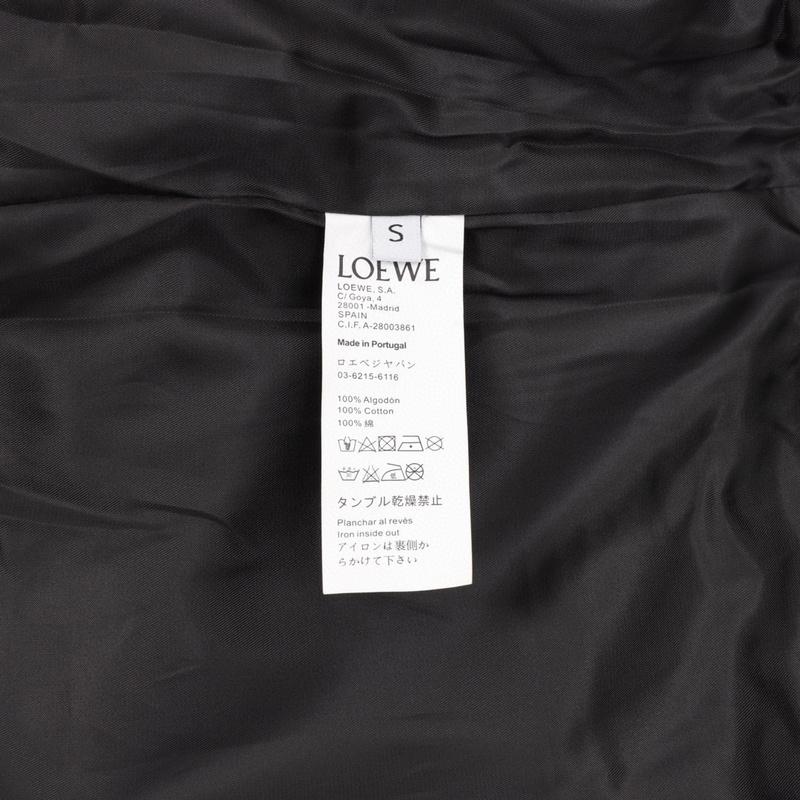 S
LOEWE
LOEWE, S.A.
C/ Goya, 4
28001 -Madrid
SPAIN
C.I.F. A-28003861
Made in Portugal
ロエベジャパン
03-6215-6116
100% Algodón
100% Cotton
100% 綿
タンブル乾燥禁止
Planchar al revés
Iron inside out
アイロンは裏側か
らかけて下さい